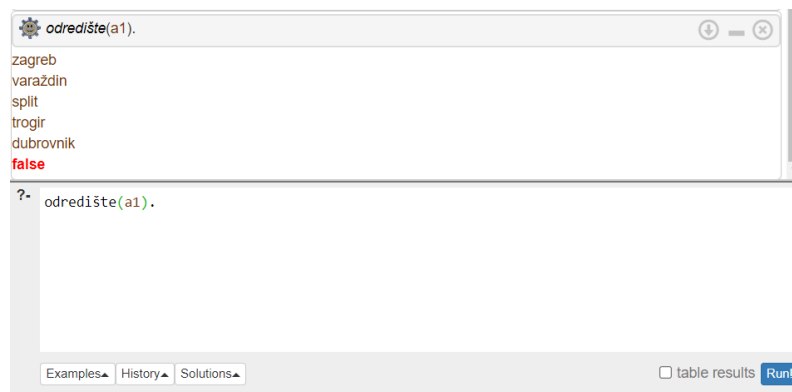 odredište(a1).
zagreb
varaždin
split
trogir
dubrovnik
false
?- odredište(a1).
Examples History Solutions table results Run!